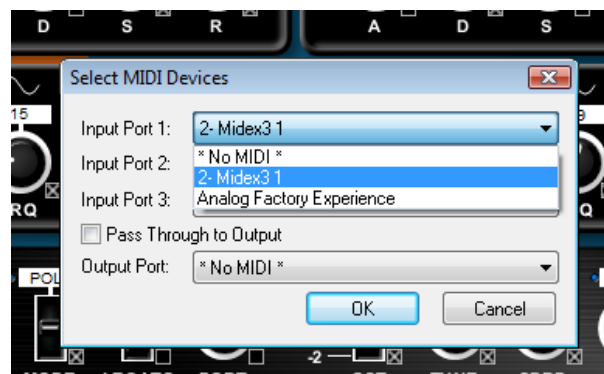 D S R A D S
Select MIDI Devices
15
Input Port 1: 2- Midex3 1
* No MIDI *
Input Port 2:
2- Midex3 1
Input Port 3:
Analog Factory Experience
RQ
Pass Through to Output
Output Port: * No MIDI *
POL
OK Cancel
-2